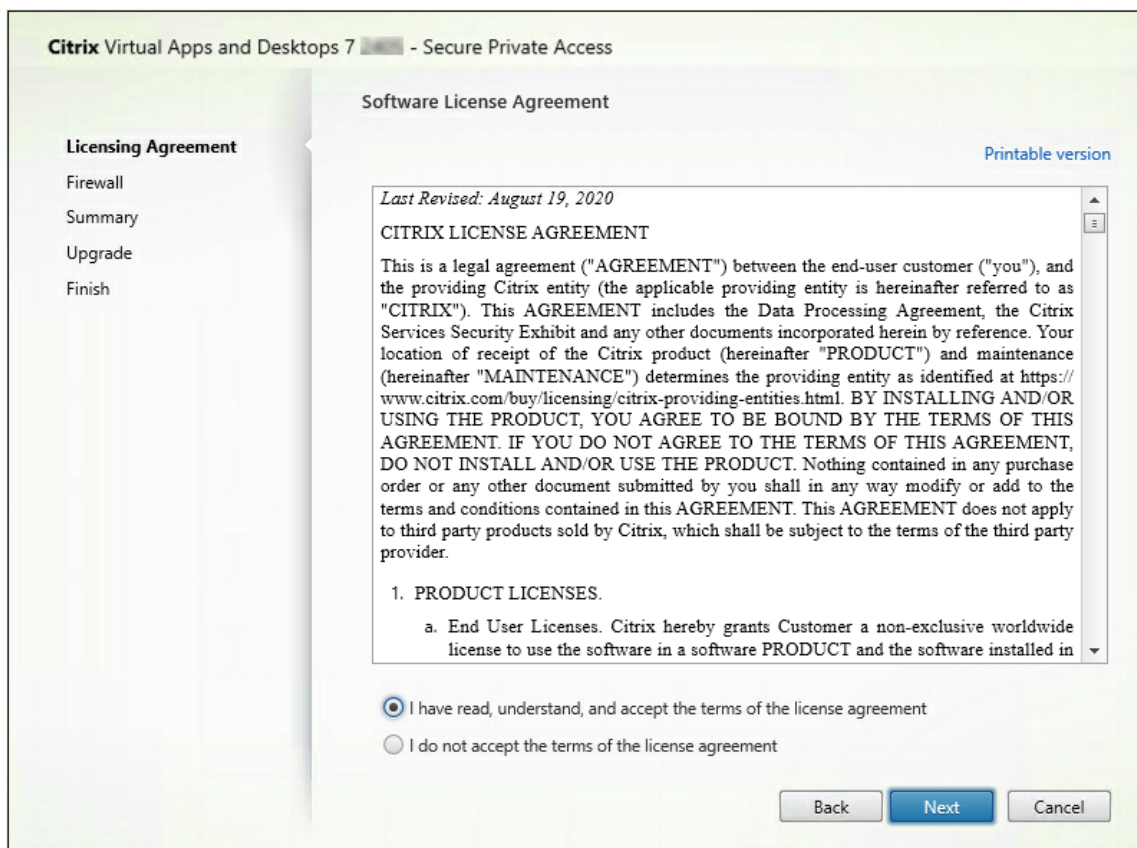 Citrix Virtual Apps and Desktops 7 - Secure Private Access
Software License Agreement
Licensing Agreement
Firewall
Summary
Upgrade
Finish
Printable version
Last Revised: August 19, 2020
CITRIX LICENSE AGREEMENT
This is a legal agreement ("AGREEMENT") between the end-user customer ("you"), and
the providing Citrix entity (the applicable providing entity is hereinafter referred to as
"CITRIX"). This AGREEMENT includes the Data Processing Agreement, the Citrix
Services Security Exhibit and any other documents incorporated herein by reference. Your
location of receipt of the Citrix product (hereinafter "PRODUCT") and maintenance
(hereinafter "MAINTENANCE") determines the providing entity as identified at https://
www.citrix.com/buy/licensing/citrix-providing-entities.html. BY INSTALLING AND/OR
USING THE PRODUCT, YOU AGREE TO BE BOUND BY THE TERMS OF THIS
AGREEMENT. IF YOU DO NOT AGREE TO THE TERMS OF THIS AGREEMENT,
DO NOT INSTALL AND/OR USE THE PRODUCT. Nothing contained in any purchase
order or any other document submitted by you shall in any way modify or add to the
terms and conditions contained in this AGREEMENT. This AGREEMENT does not apply
to third party products sold by Citrix, which shall be subject to the terms of the third party
provider.
1. PRODUCT LICENSES.
a. End User Licenses. Citrix hereby grants Customer a non-exclusive worldwide
license to use the software in a software PRODUCT and the software installed in
I have read, understand, and accept the terms of the license agreement
I do not accept the terms of the license agreement
Back
Next
Cancel